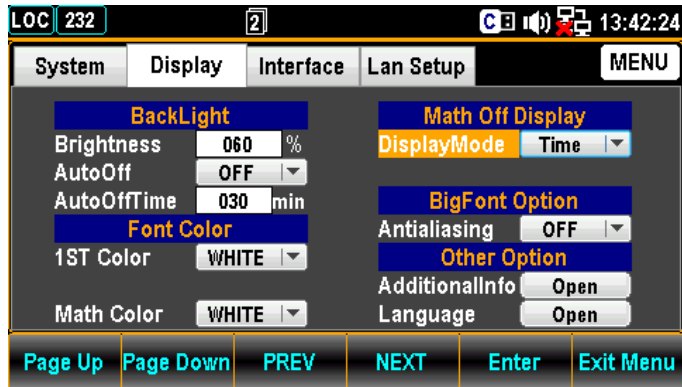 LOC 232 2 C 13:42:24
System Display Interface Lan Setup MENU
BackLight
Brightness 060 %
AutoOff OFF
AutoOffTime 030 min
Font Color
1ST Color WHITE
Math Color WHITE
Math Off Display
DisplayMode Time
BigFont Option
Antialiasing OFF
Other Option
AdditionalInfo Open
Language Open
Page Up Page Down PREV NEXT Enter Exit Menu